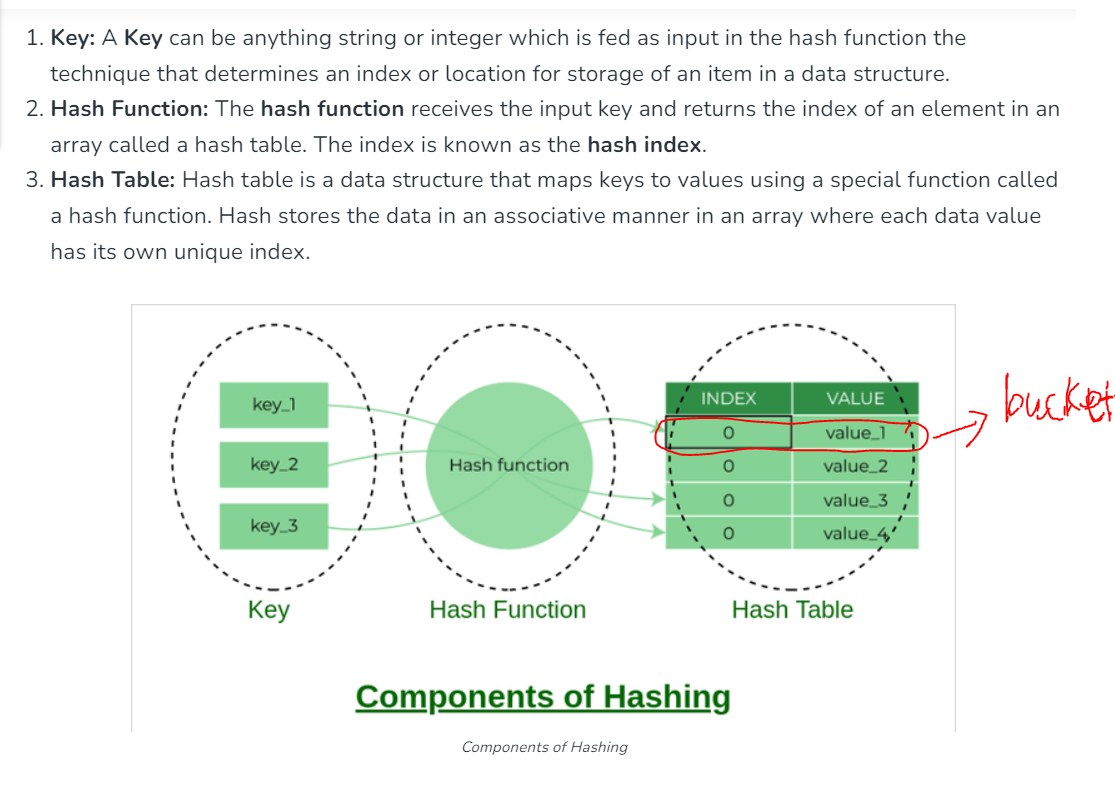 1. Key: A Key can be anything string or integer which is fed as input in the hash function the
technique that determines an index or location for storage of an item in a data structure.
2. Hash Function: The hash function receives the input key and returns the index of an element in an
array called a hash table. The index is known as the hash index.
3. Hash Table: Hash table is a data structure that maps keys to values using a special function called
a hash function. Hash stores the data in an associative manner in an array where each data value
has its own unique index.
key_1
key_2
key_3
Key
Hash function
Hash Function
INDEX VALUE
0 value_1
0 value_2
0 value_3
0 value_4
Hash Table
bucket
Components of Hashing
Components of Hashing